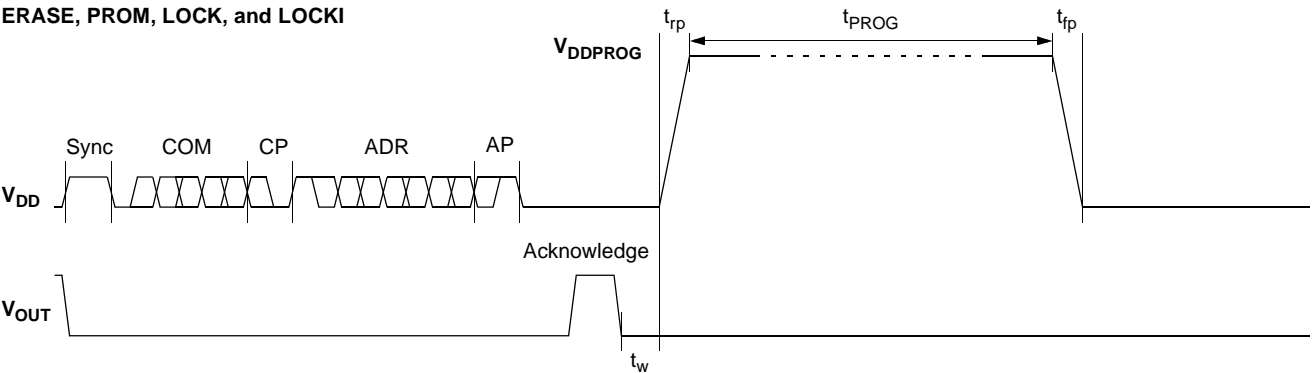 ERASE, PROM, LOCK, and LOCKI
trp
tPROG
tfp
VDDPROG
Sync
COM
CP
ADR
AP
VDD
Acknowledge
VOUT
tw